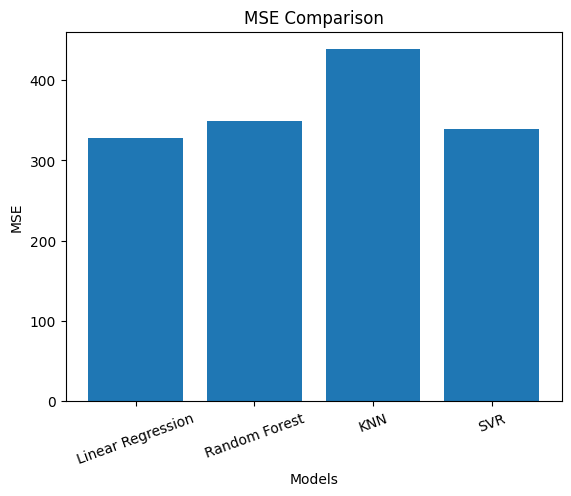 MSE Comparison
400
300
200
100
0
MSE
Linear Regression
Random Forest
KNN
SVR
Models